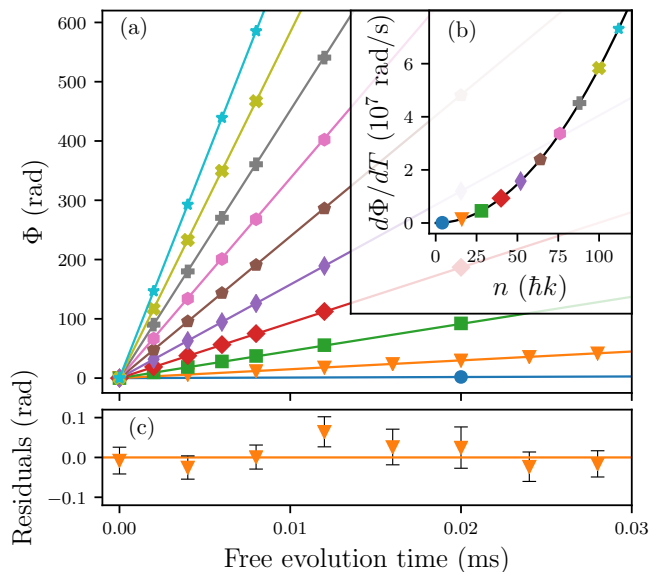 (a)
600
500
400
300
200
100
0
Φ (rad)
(b)
6
4
2
0
dΦ/dT (10⁷ rad/s)
0 25 50 75 100
n (ħk)
(c)
0.1
0.0
−0.1
Residuals (rad)
0.00 0.01 0.02 0.03
Free evolution time (ms)